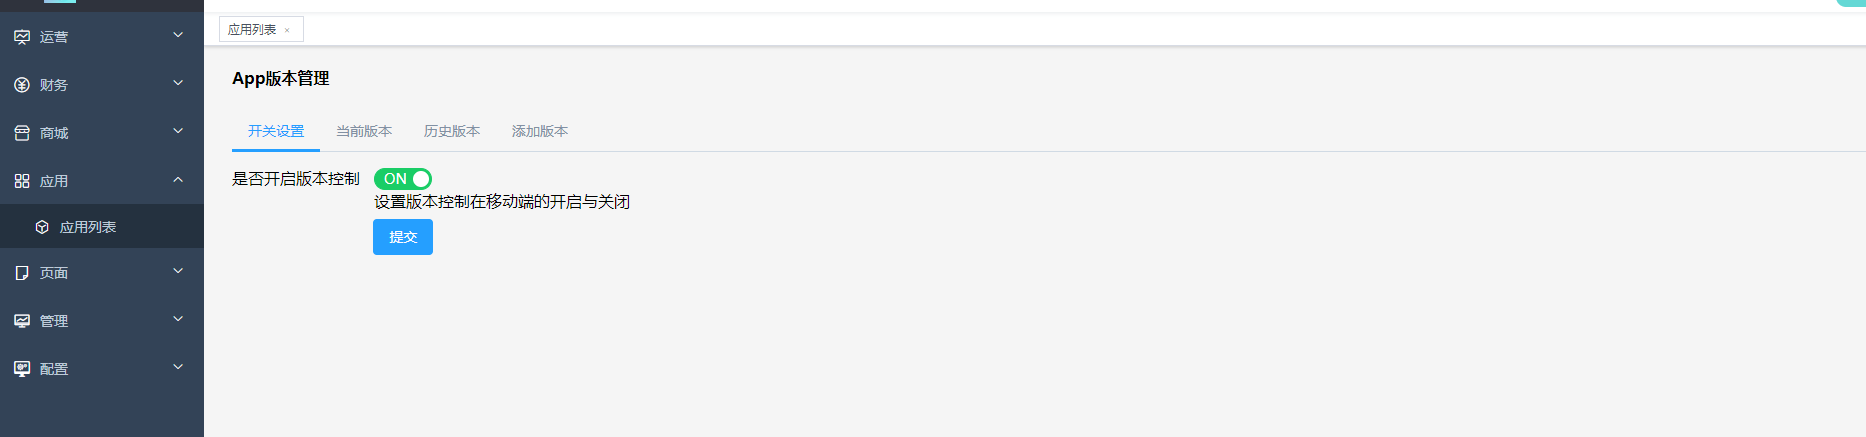 运营
财务
商城
应用
应用列表
页面
管理
配置
应用列表 ×
App版本管理
开关设置 当前版本 历史版本 添加版本
是否开启版本控制 ON
设置版本控制在移动端的开启与关闭
提交